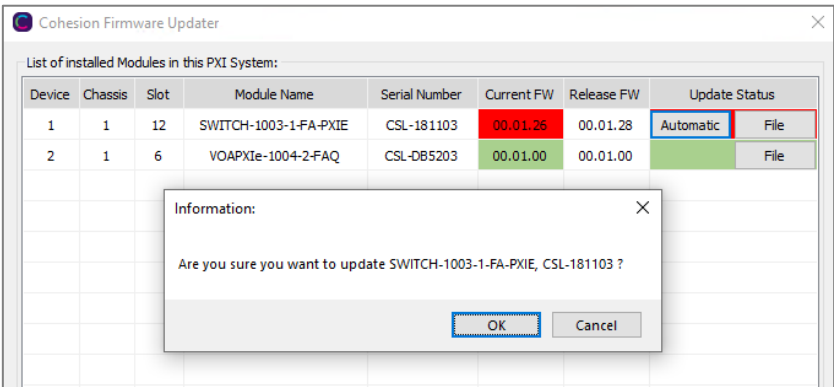 Cohesion Firmware Updater
List of installed Modules in this PXI System:
Device Chassis Slot Module Name Serial Number Current FW Release FW Update Status
1 1 12 SWITCH-1003-1-FA-PXIE CSL-181103 00.01.26 00.01.28 Automatic File
2 1 6 VOAPXIe-1004-2-FAQ CSL-DB5203 00.01.00 00.01.00 File
Information:
Are you sure you want to update SWITCH-1003-1-FA-PXIE, CSL-181103 ?
OK Cancel